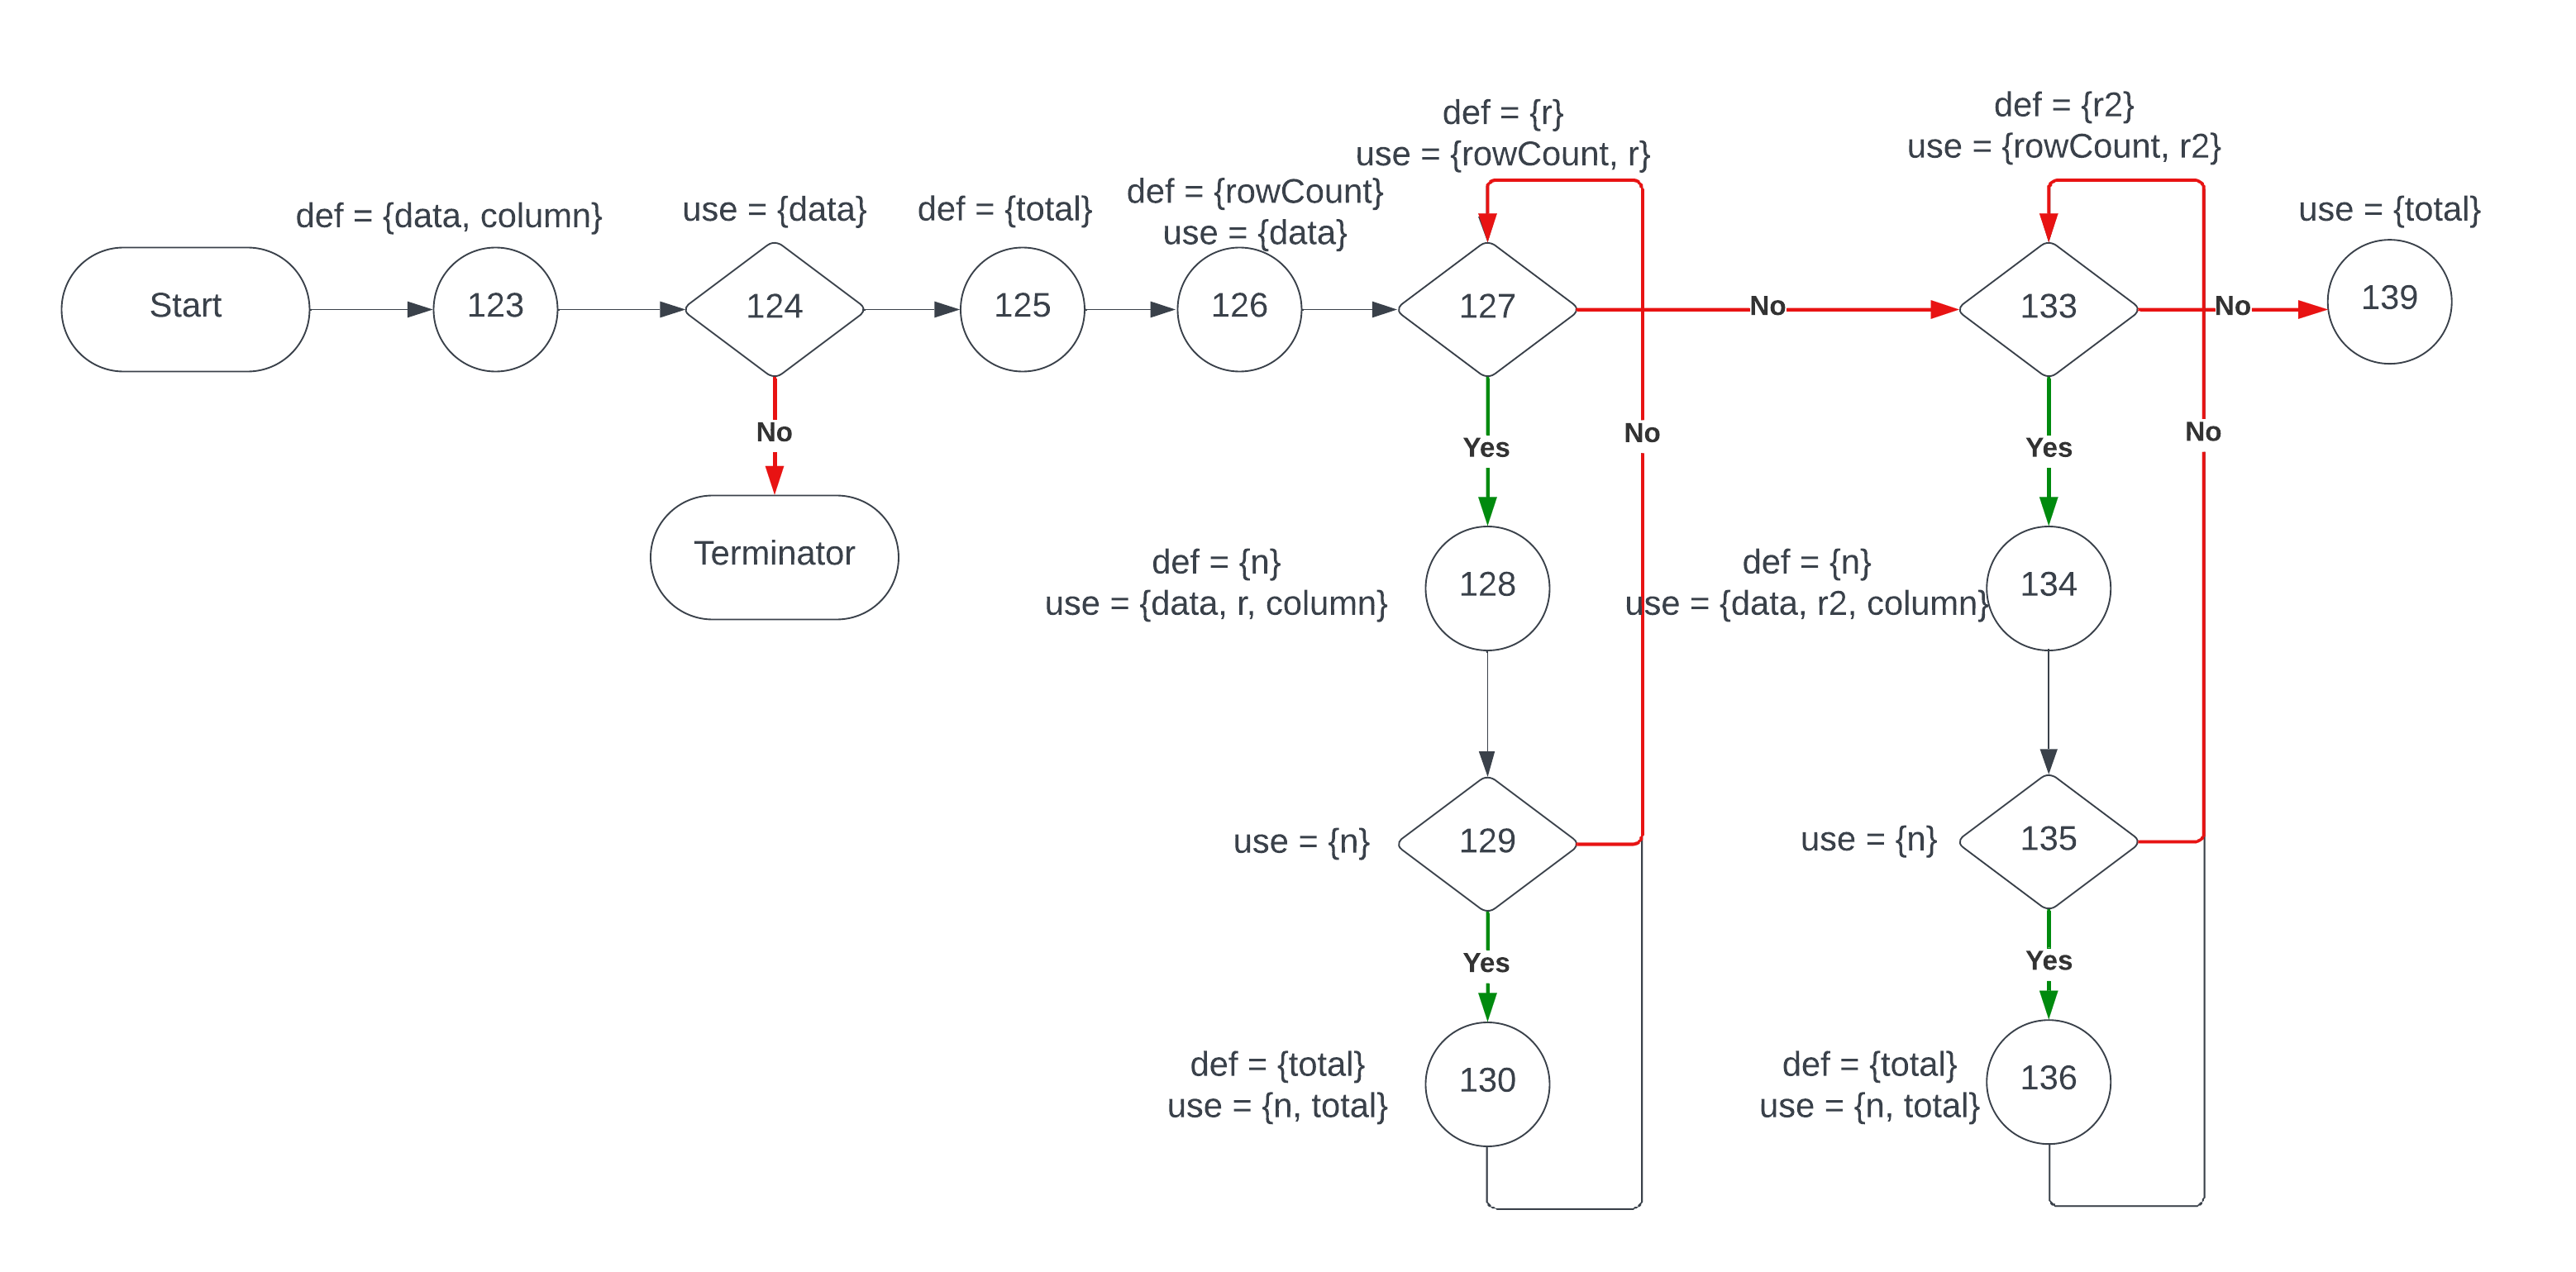 def = {r}
use = {rowCount, r}
def = {r2}
use = {rowCount, r2}
def = {data, column}
use = {data}
def = {total}
def = {rowCount}
use = {data}
use = {total}
Start
123
124
125
126
127
No
133
No
139
No
Terminator
Yes
No
Yes
No
def = {n}
use = {data, r, column}
128
def = {n}
use = {data, r2, column}
134
use = {n}
129
use = {n}
135
Yes
Yes
def = {total}
use = {n, total}
130
def = {total}
use = {n, total}
136